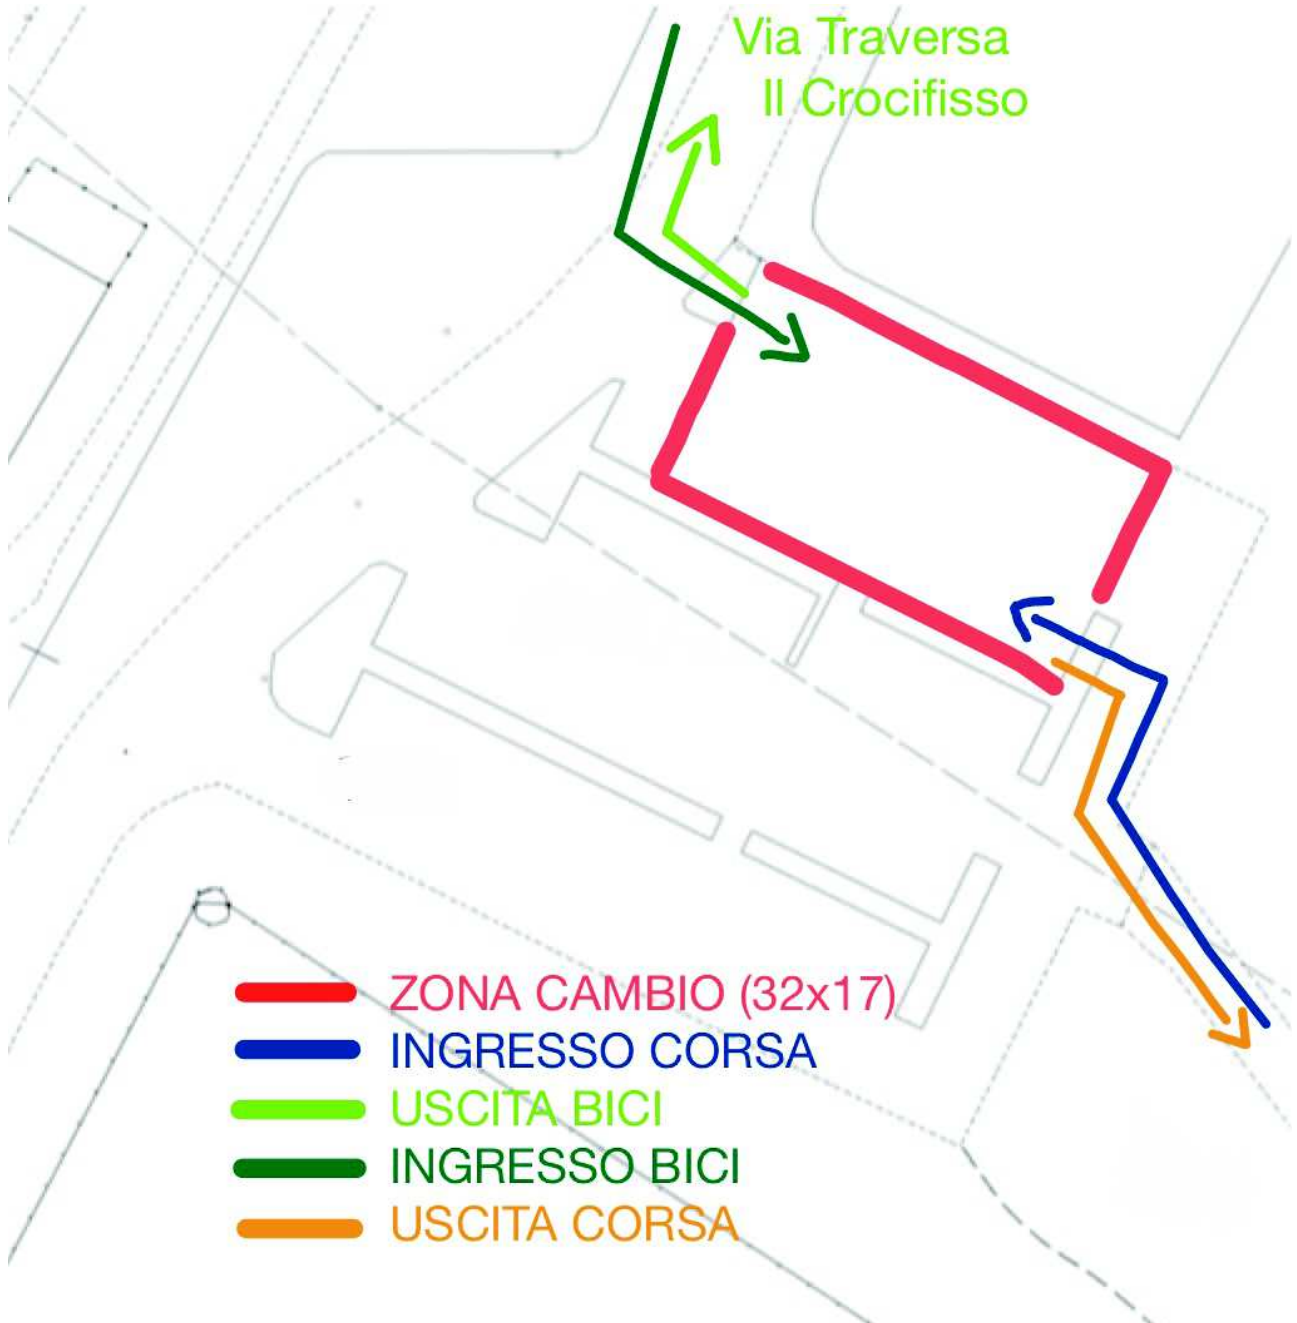 Via Traversa
Il Crocifisso
ZONA CAMBIO (32x17)
INGRESSO CORSA
USCITA BICI
INGRESSO BICI
USCITA CORSA